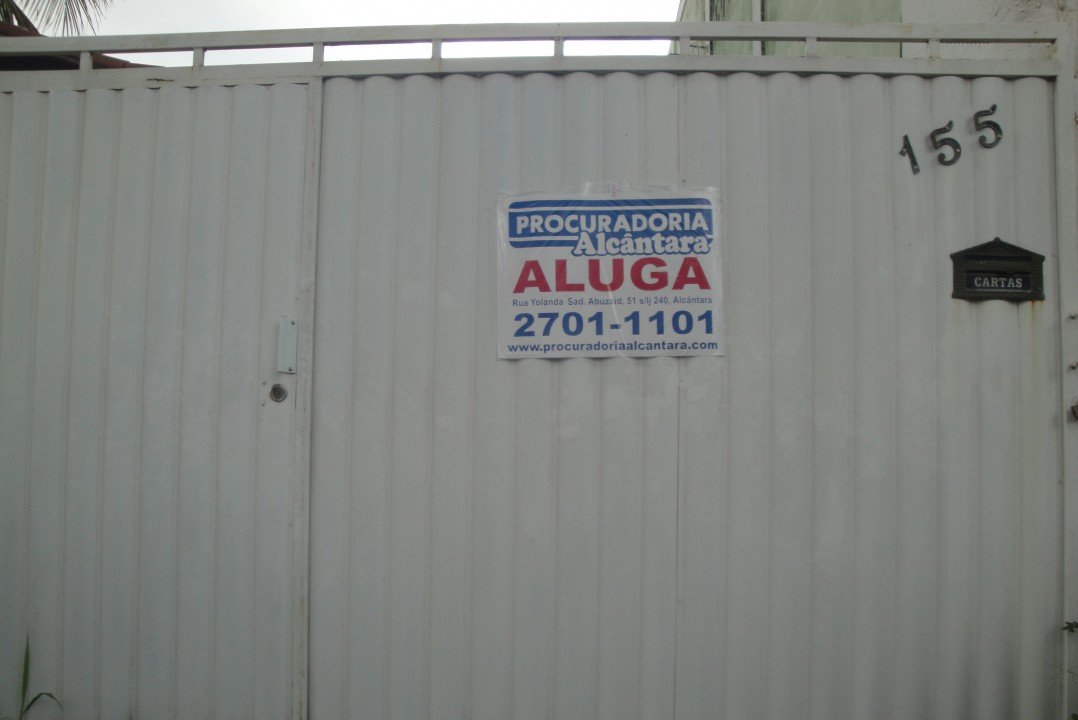 155
PROCURADORIA
Alcântara
ALUGA
Rua Yolanda Sad. Abuzaid, 51 s/lj 240, Alcântara
2701-1101
www.procuradoriaalcantara.com
CARTAS